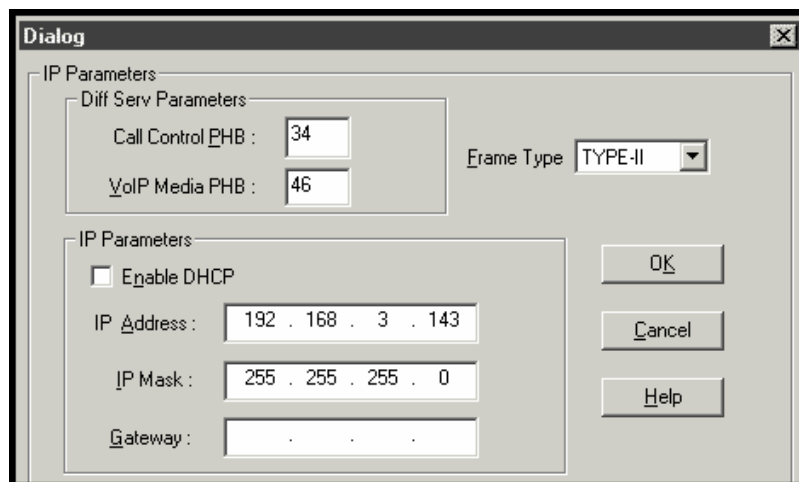 Dialog
IP Parameters
Diff Serv Parameters
Call Control PHB : 34
VoIP Media PHB : 46
Frame Type TYPE-II
IP Parameters
Enable DHCP
IP Address : 192 . 168 . 3 . 143
IP Mask : 255 . 255 . 255 . 0
Gateway : . . .
OK
Cancel
Help